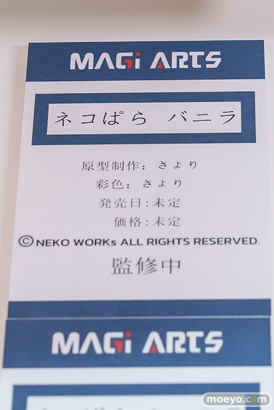 MAGi ARTS
ネコぱら バニラ
原型制作：さより
彩色：さより
発売日：未定
価格：未定
©NEKO WORKs ALL RIGHTS RESERVED.
監修中
MAGi ARTS
moeyo.com